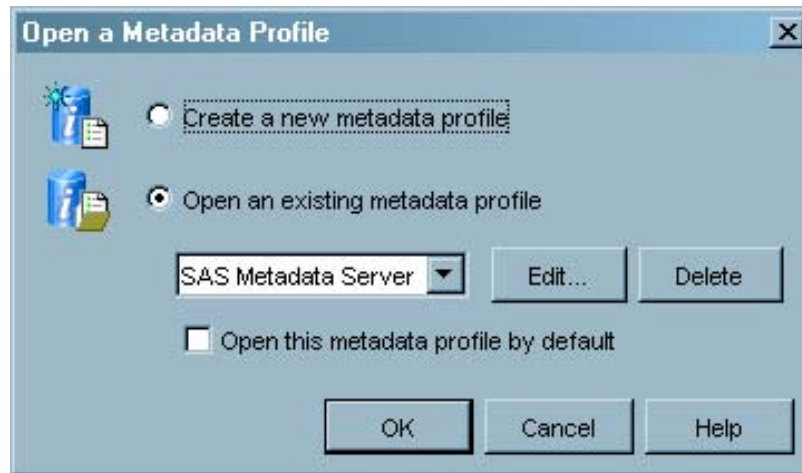 Open a Metadata Profile
Create a new metadata profile
Open an existing metadata profile
SAS Metadata Server
Edit...
Delete
Open this metadata profile by default
OK
Cancel
Help